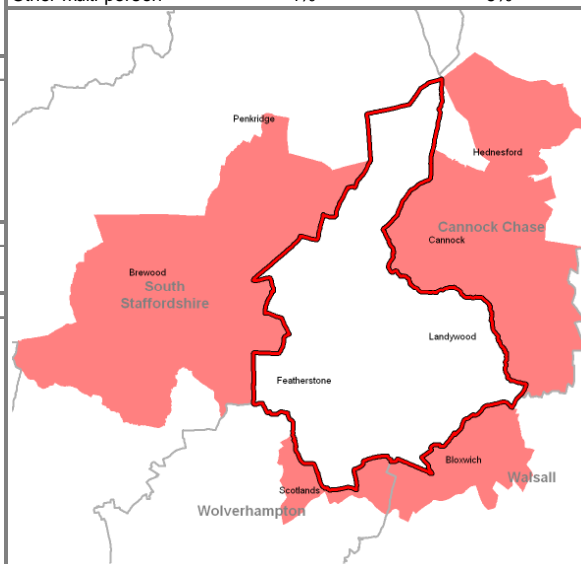 Penkridge
Hednesford
Cannock Chase
Cannock
Brewood
South
Staffordshire
Landywood
Featherstone
Bloxwich
Walsall
Scotlands
Wolverhampton